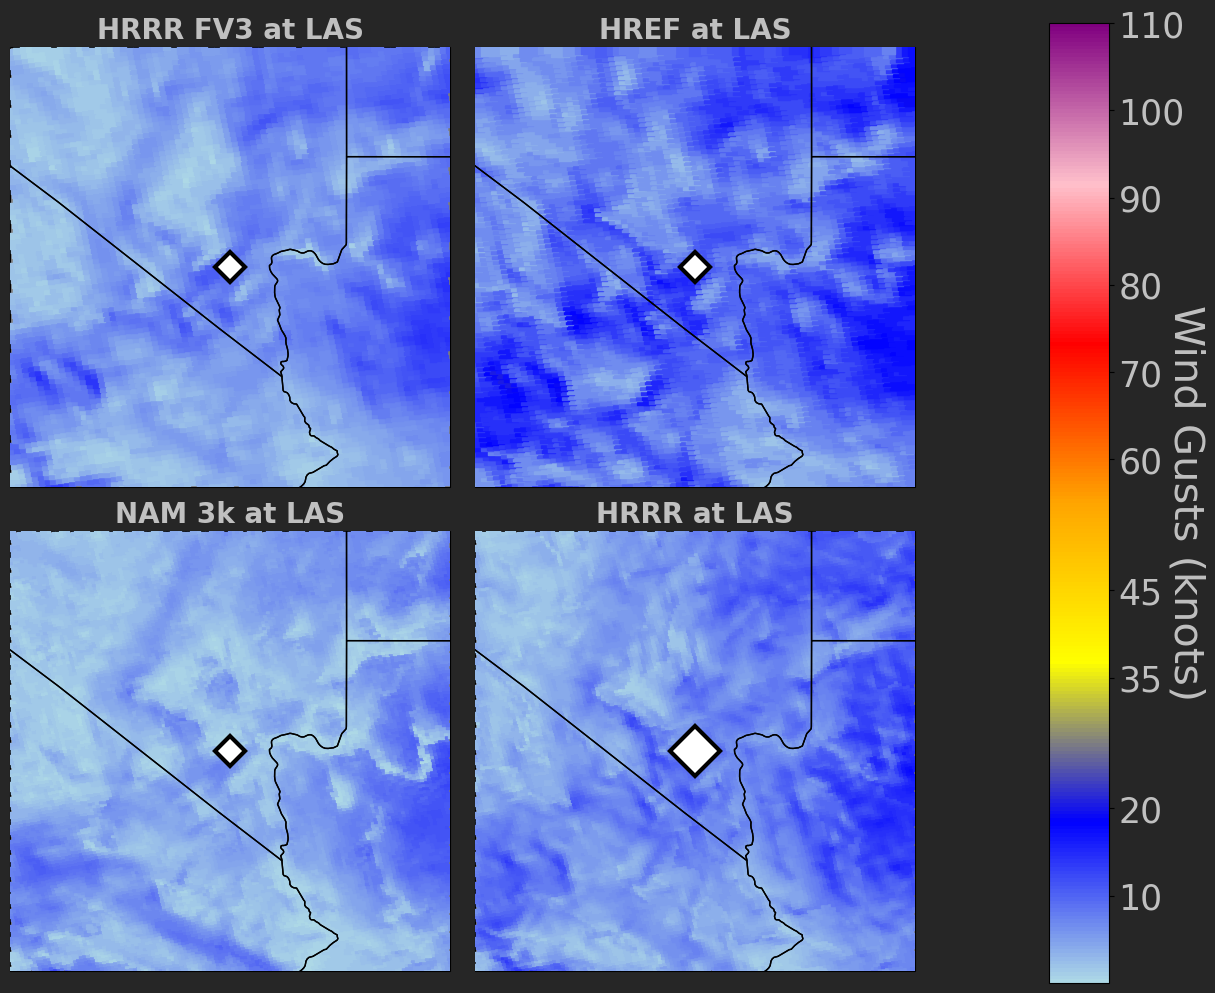 HRRR FV3 at LAS
HREF at LAS
NAM 3k at LAS
HRRR at LAS
110
100
90
80
70
60
45
35
20
10
Wind Gusts (knots)